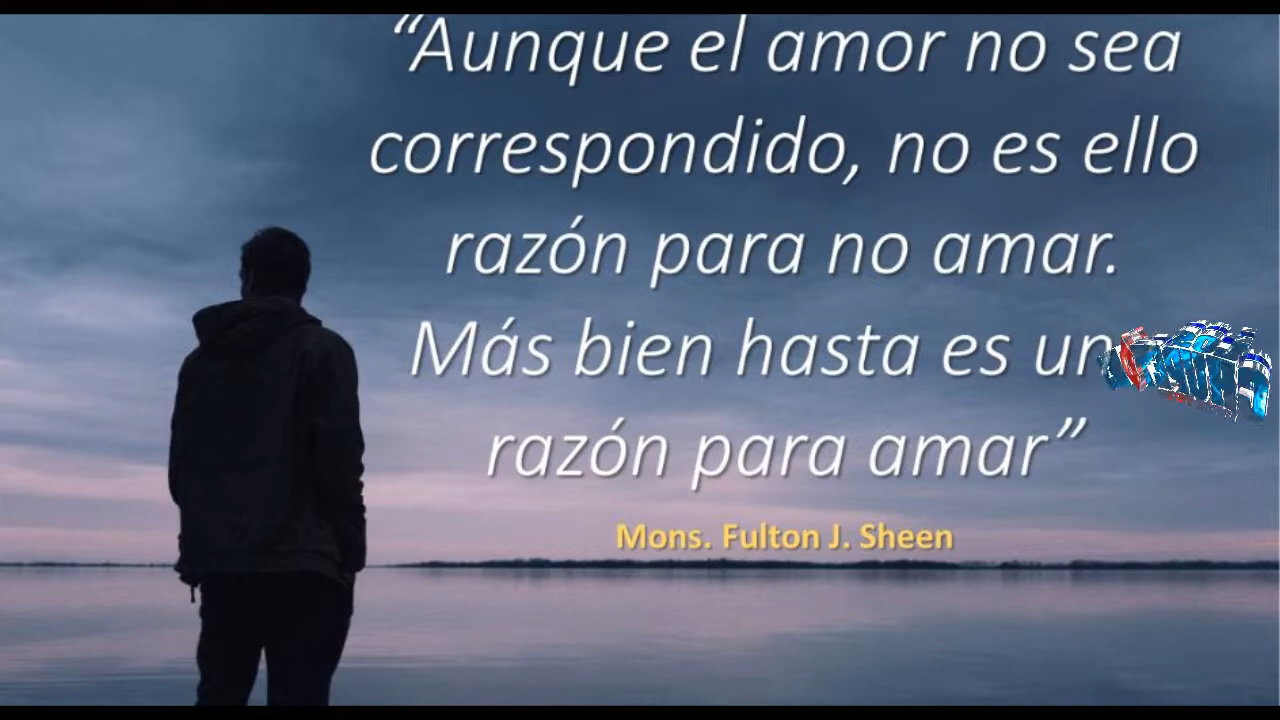 “Aunque el amor no sea
correspondido, no es ello
razón para no amar.
Más bien hasta es un
razón para amar”
Mons. Fulton J. Sheen